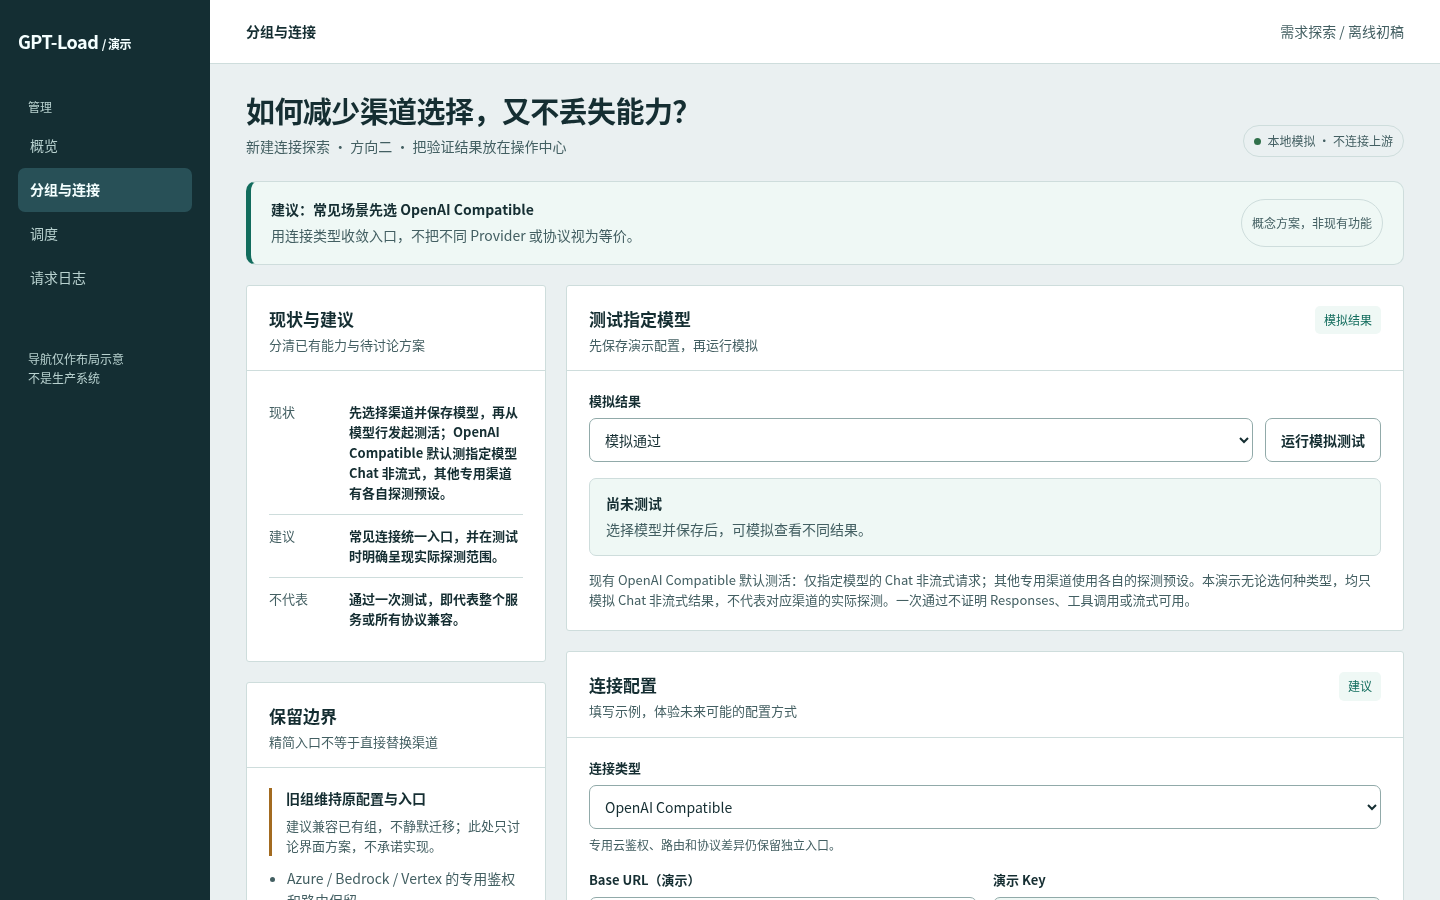 GPT-Load / 演示
管理
概览
分组与连接
调度
请求日志
导航仅作布局示意
不是生产系统
分组与连接
需求探索 / 离线初稿
如何减少渠道选择，又不丢失能力？
新建连接探索 · 方向二 · 把验证结果放在操作中心
本地模拟 · 不连接上游
建议：常见场景先选 OpenAI Compatible
用连接类型收敛入口，不把不同 Provider 或协议视为等价。
概念方案，非现有功能
现状与建议
分清已有能力与待讨论方案
现状
先选择渠道并保存模型，再从
模型行发起测活；OpenAI
Compatible 默认测指定模型
Chat 非流式，其他专用渠道
有各自探测预设。
建议
常见连接统一入口，并在测试
时明确呈现实际探测范围。
不代表
通过一次测试，即代表整个服
务或所有协议兼容。
保留边界
精简入口不等于直接替换渠道
旧组维持原配置与入口
建议兼容已有组，不静默迁移；此处只讨
论界面方案，不承诺实现。
Azure / Bedrock / Vertex 的专用鉴权
测试指定模型
先保存演示配置，再运行模拟
模拟结果
模拟结果
模拟通过
运行模拟测试
尚未测试
选择模型并保存后，可模拟查看不同结果。
现有 OpenAI Compatible 默认测活：仅指定模型的 Chat 非流式请求；其他专用渠道使用各自的探测预设。本演示无论选何种类型，均只
模拟 Chat 非流式结果，不代表对应渠道的实际探测。一次通过不证明 Responses、工具调用或流式可用。
连接配置
填写示例，体验未来可能的配置方式
建议
连接类型
OpenAI Compatible
专用云鉴权、路由和协议差异仍保留独立入口。
Base URL（演示）
演示 Key